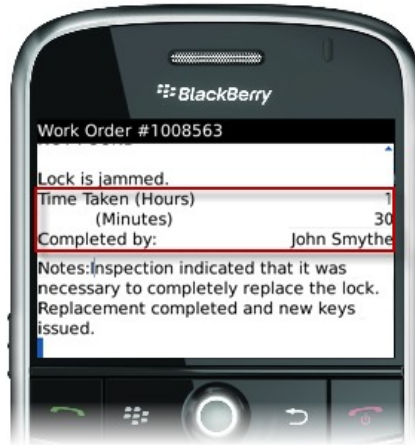 BlackBerry
Work Order #1008563
Lock is jammed.
Time Taken (Hours) 1
(Minutes) 30
Completed by: John Smythe
Notes:Inspection indicated that it was
necessary to completely replace the lock.
Replacement completed and new keys
issued.